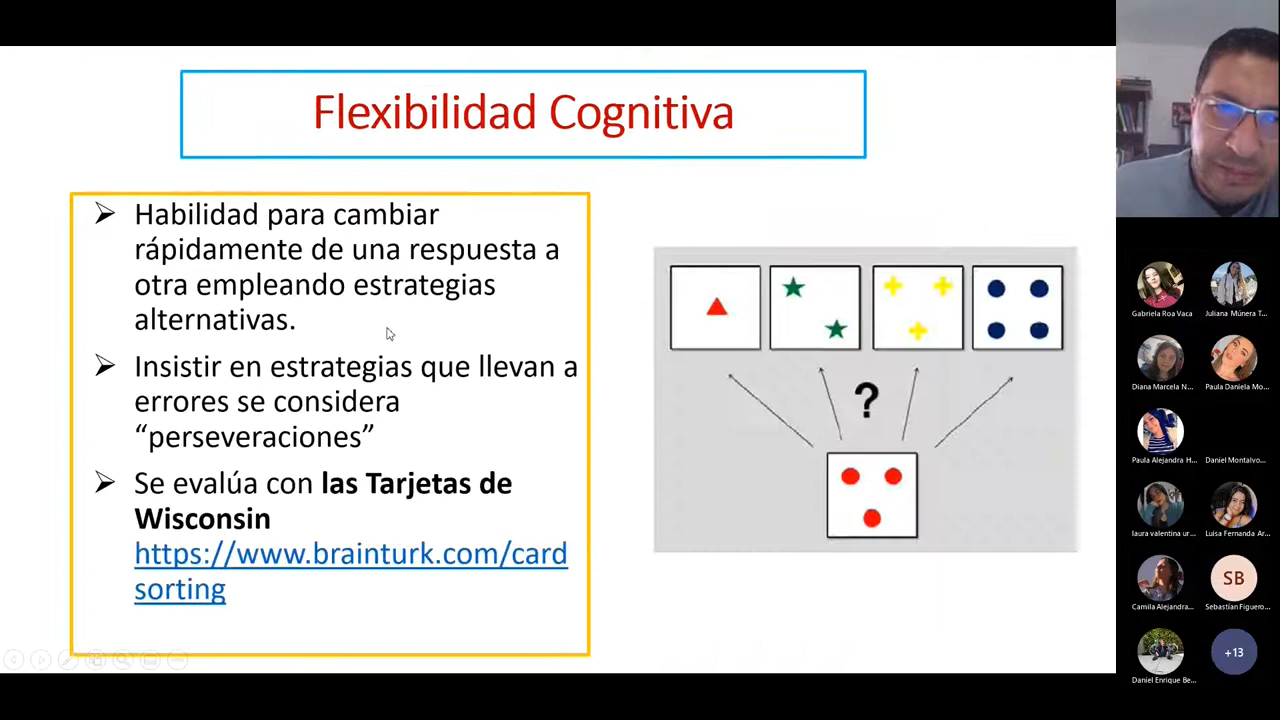 Flexibilidad Cognitiva
Habilidad para cambiar
rápidamente de una respuesta a
otra empleando estrategias
alternativas.
Insistir en estrategias que llevan a
errores se considera
“perseveraciones”
Se evalúa con las Tarjetas de
Wisconsin
https://www.brainturk.com/card
sorting
?
Gabriela Roa Vaca
Juliana Múnera T...
Diana Marcela N...
Paula Daniela Mo...
Paula Alejandra H...
Daniel Montalvo...
laura valentina ur...
Luisa Fernanda Ar...
Camila Alejandra...
SB
Sebastían Figuero...
Daniel Enrique Be...
+13